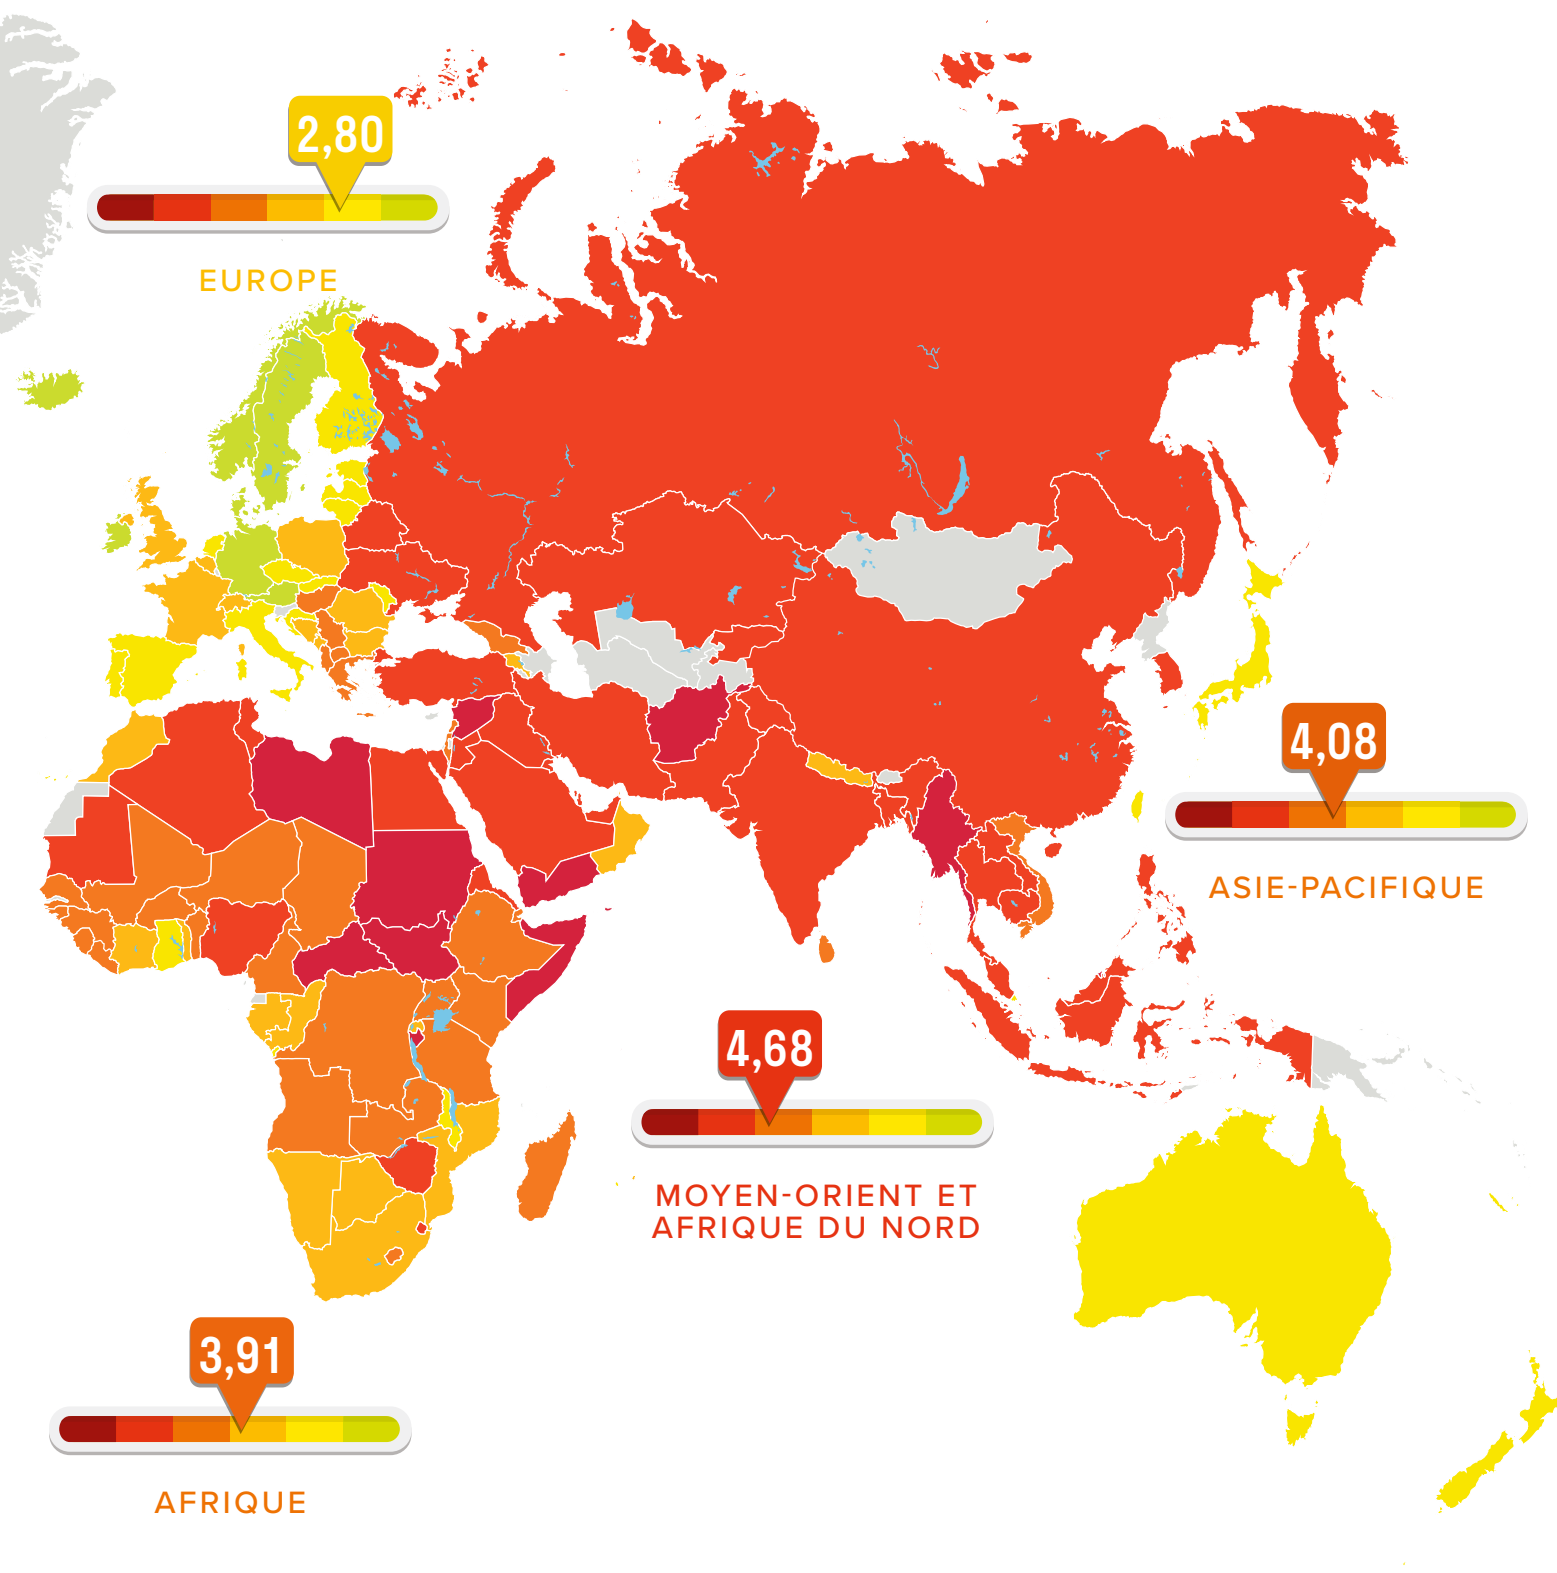 2,80
EUROPE
4,08
ASIE-PACIFIQUE
4,68
MOYEN-ORIENT ET
AFRIQUE DU NORD
3,91
AFRIQUE